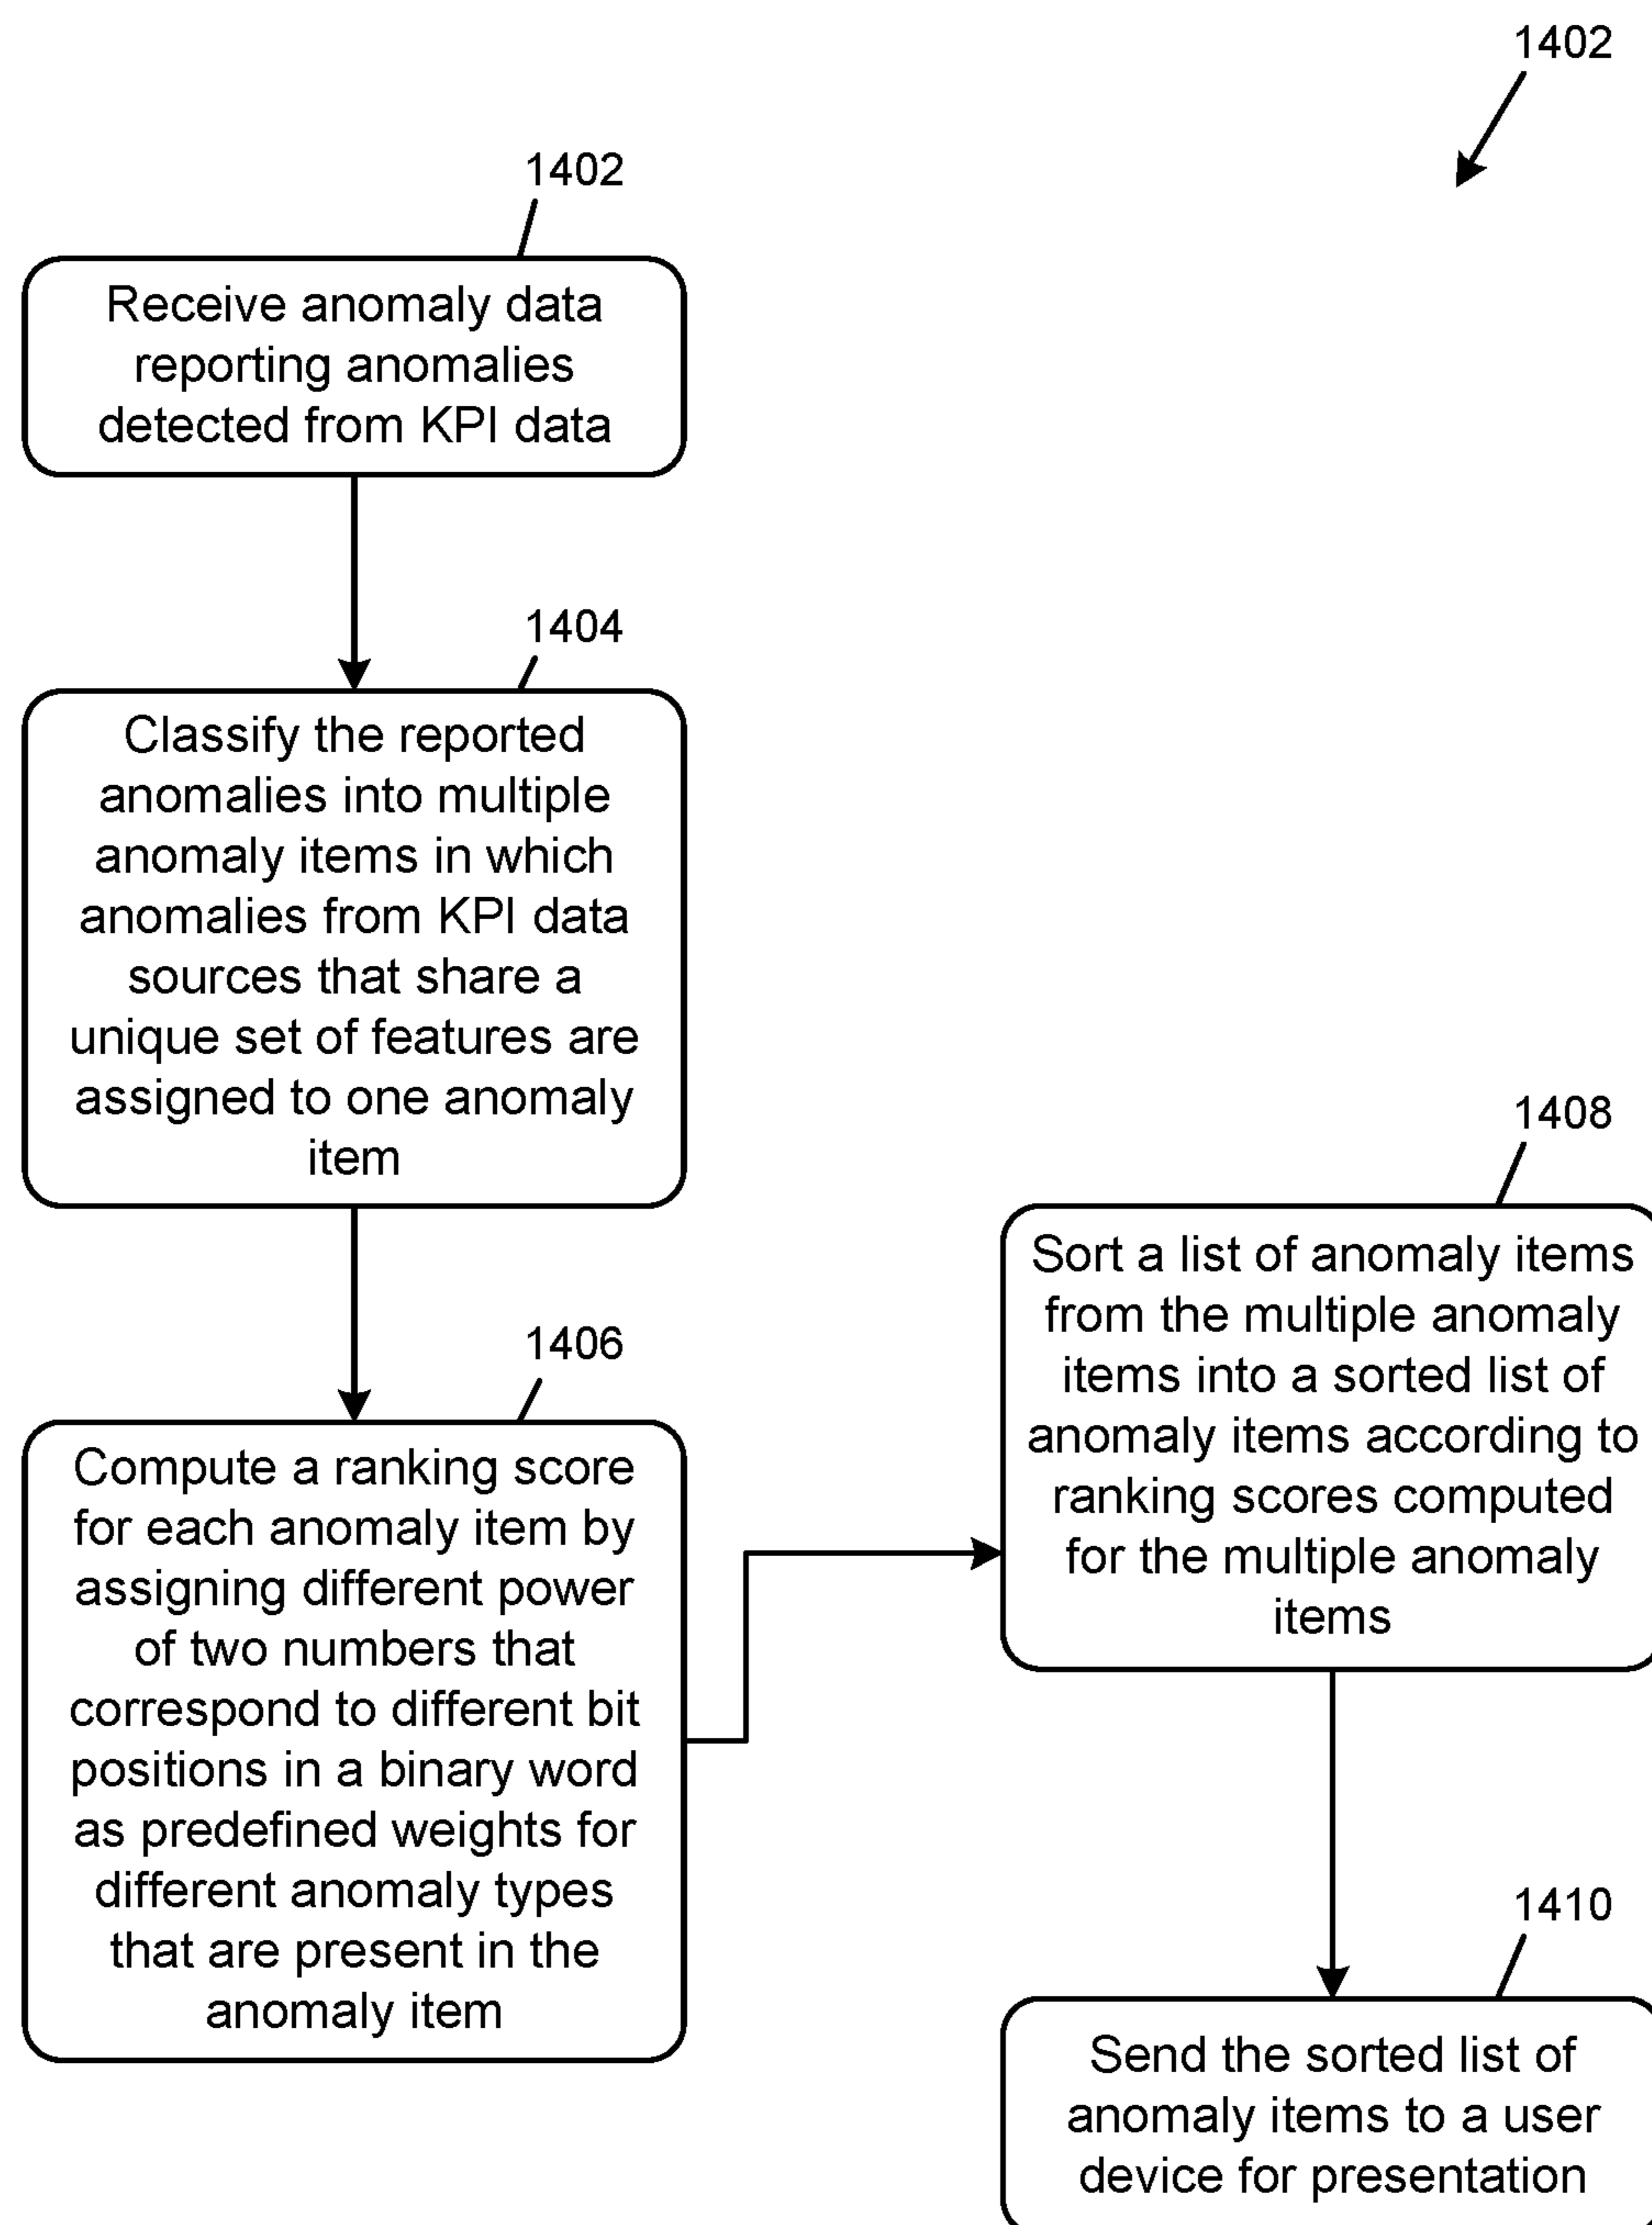 1402
1402
Receive anomaly data
reporting anomalies
detected from KPI data
1404
Classify the reported
anomalies into multiple
anomaly items in which
anomalies from KPI data
sources that share a
unique set of features are
assigned to one anomaly
item
1406
Compute a ranking score
for each anomaly item by
assigning different power
of two numbers that
correspond to different bit
positions in a binary word
as predefined weights for
different anomaly types
that are present in the
anomaly item
1408
Sort a list of anomaly items
from the multiple anomaly
items into a sorted list of
anomaly items according to
ranking scores computed
for the multiple anomaly
items
1410
Send the sorted list of
anomaly items to a user
device for presentation